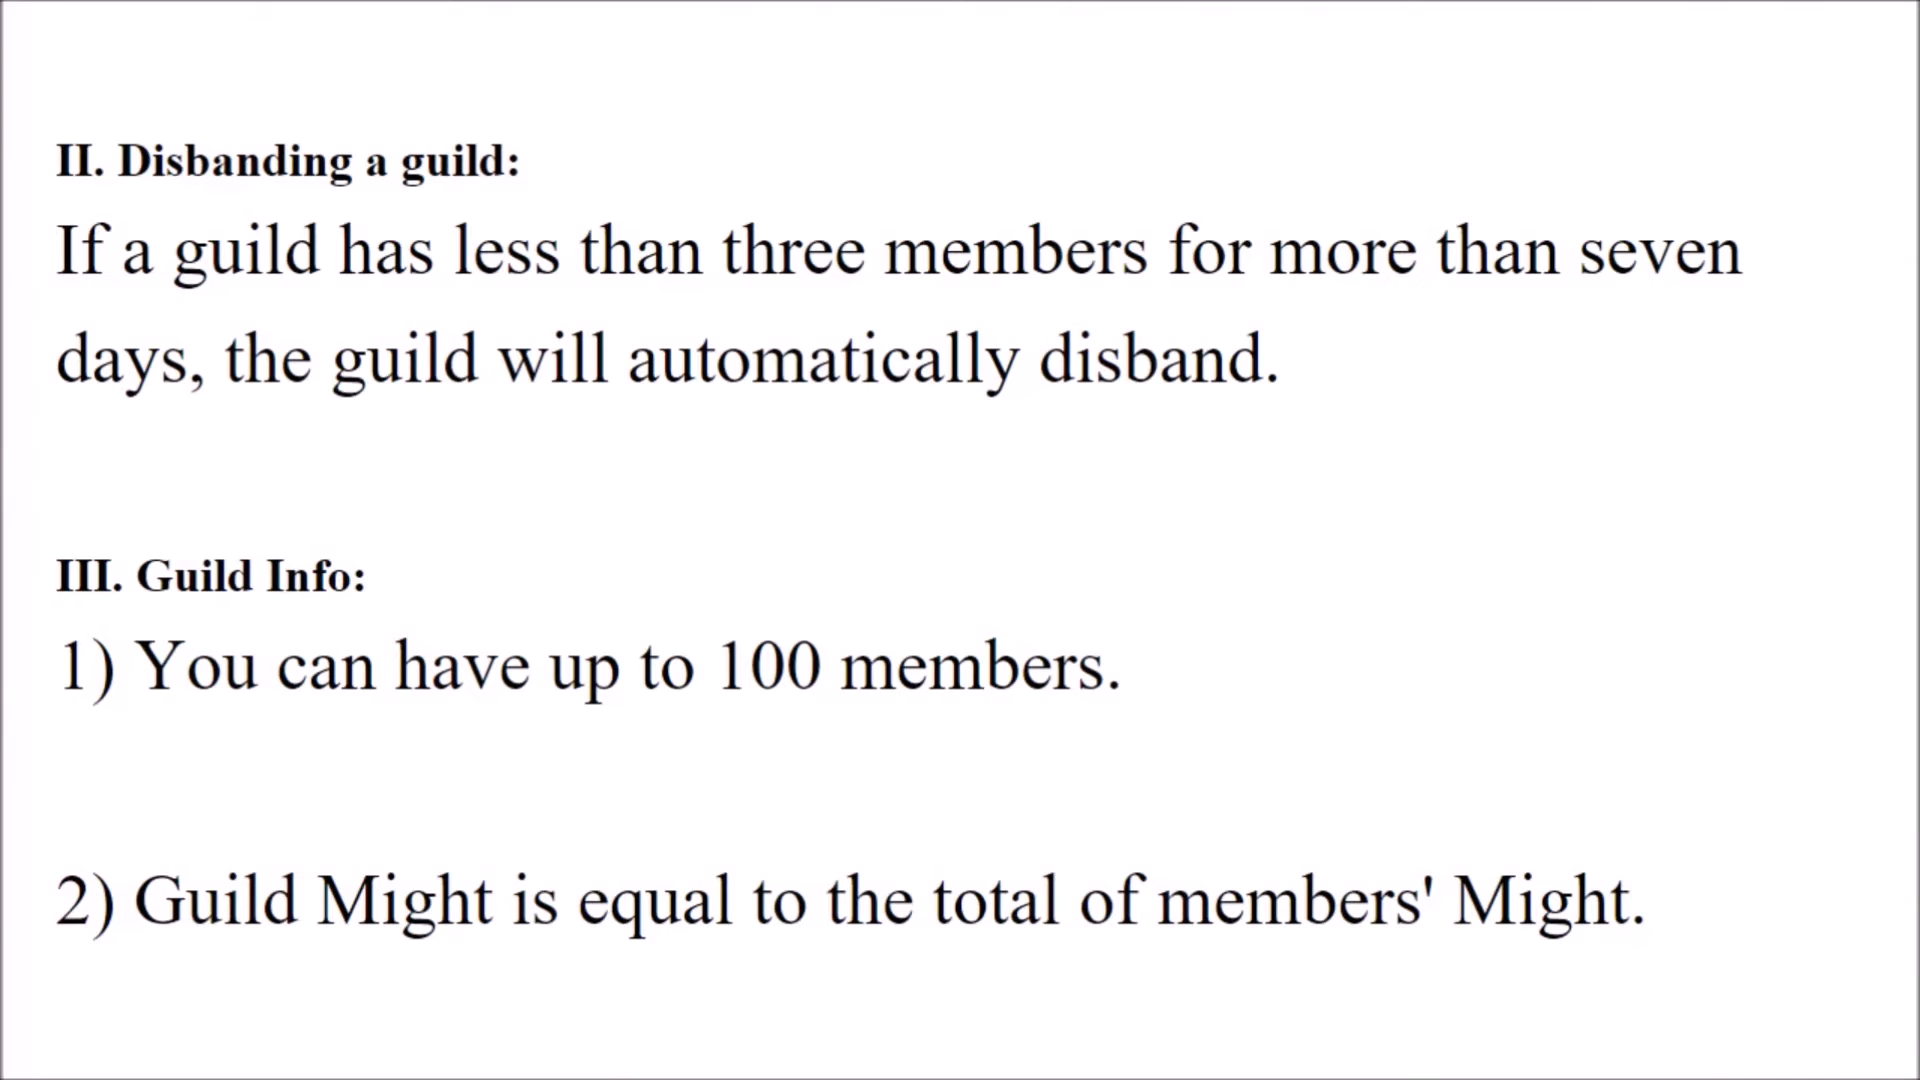 II. Disbanding a guild:
If a guild has less than three members for more than seven
days, the guild will automatically disband.
III. Guild Info:
1) You can have up to 100 members.
2) Guild Might is equal to the total of members' Might.